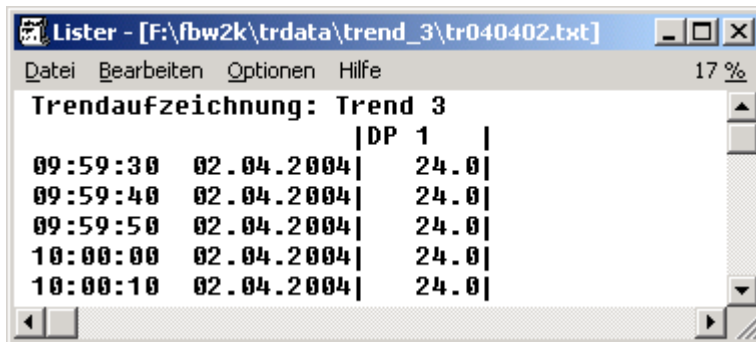 Lister - [F:\fbw2k\trdata\trend_3\tr040402.txt]
Datei Bearbeiten Optionen Hilfe 17 %
Trendaufzeichnung: Trend 3
|DP 1 |
09:59:30 02.04.2004| 24.0|
09:59:40 02.04.2004| 24.0|
09:59:50 02.04.2004| 24.0|
10:00:00 02.04.2004| 24.0|
10:00:10 02.04.2004| 24.0|